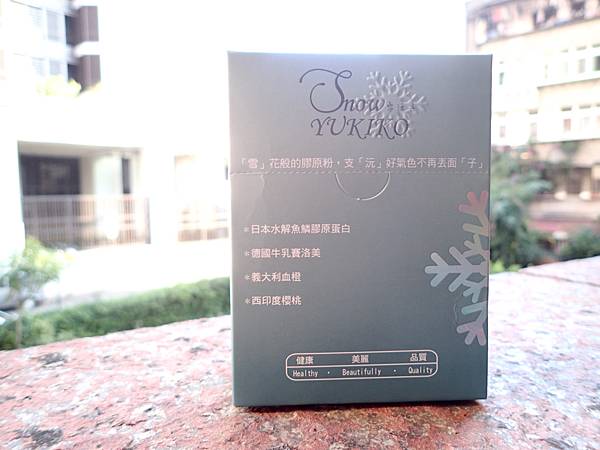 Snow
YUKIKO
「雪」花般的膠原粉，支「沅」好氣色不再丟面「子」
＊日本水解魚鱗膠原蛋白
＊德國牛乳賽洛美
＊義大利血橙
＊西印度櫻桃
健康 美麗 品質
Healthy · Beautifully · Quality